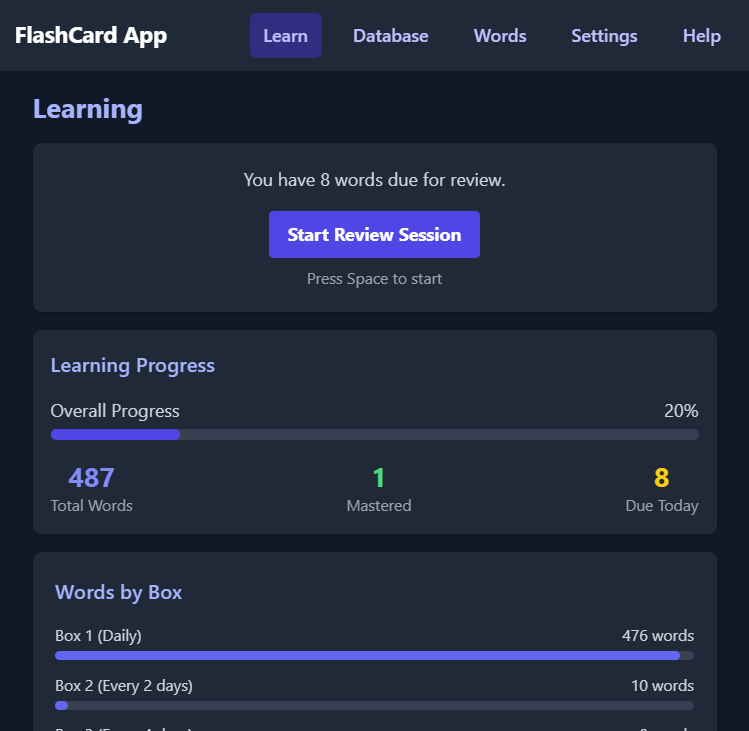 FlashCard App
Learn
Database
Words
Settings
Help
Learning
You have 8 words due for review.
Start Review Session
Press Space to start
Learning Progress
Overall Progress 20%
487 1 8
Total Words Mastered Due Today
Words by Box
Box 1 (Daily) 476 words
Box 2 (Every 2 days) 10 words